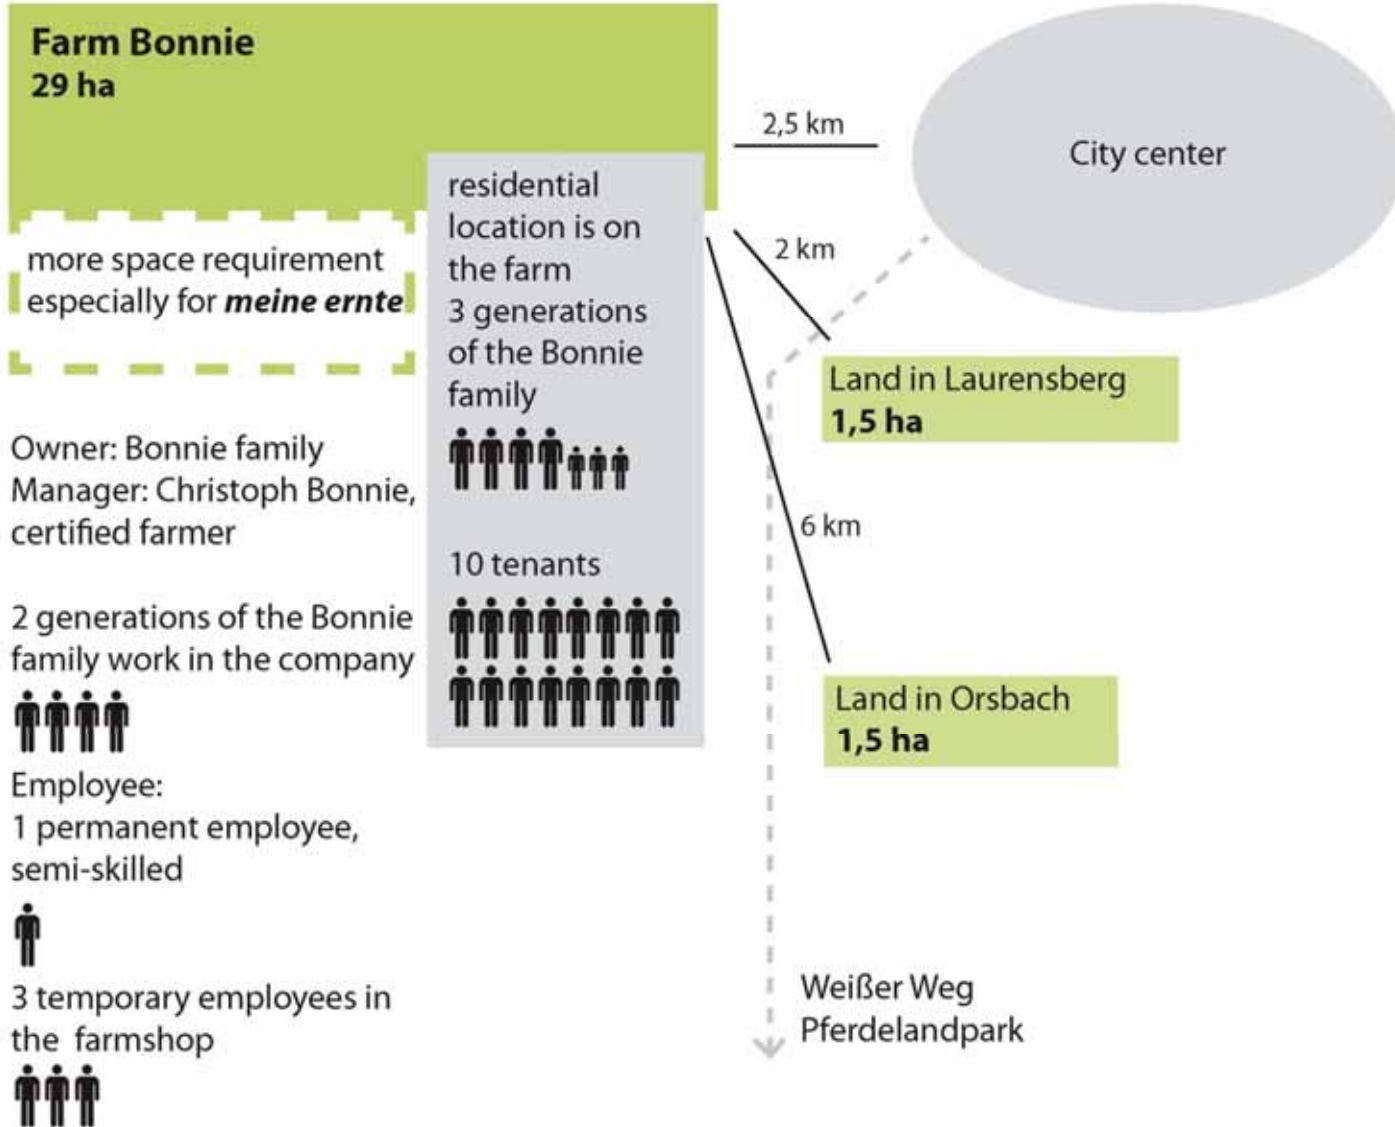 Farm Bonnie
29 ha
more space requirement
especially for meine ernte
Owner: Bonnie family
Manager: Christoph Bonnie,
certified farmer
2 generations of the Bonnie
family work in the company
Employee:
1 permanent employee,
semi-skilled
3 temporary employees in
the farmshop
residential
location is on
the farm
3 generations
of the Bonnie
family
10 tenants
2,5 km
City center
2 km
Land in Laurensberg
1,5 ha
6 km
Land in Orsbach
1,5 ha
Weißer Weg
Pferdelandpark